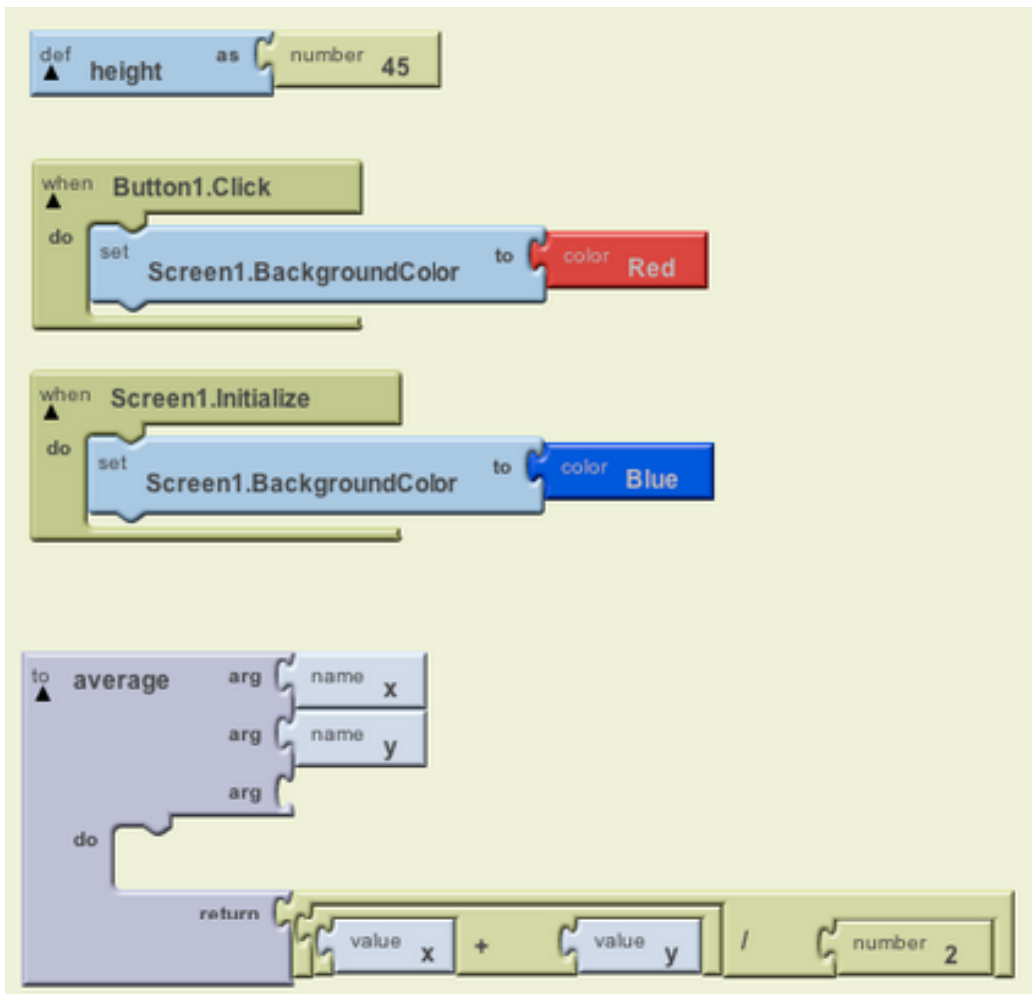 def height as number 45
when Button1.Click
do set Screen1.BackgroundColor to color Red
when Screen1.Initialize
do set Screen1.BackgroundColor to color Blue
to average arg name x
arg name y
arg
do
return value x + value y / number 2